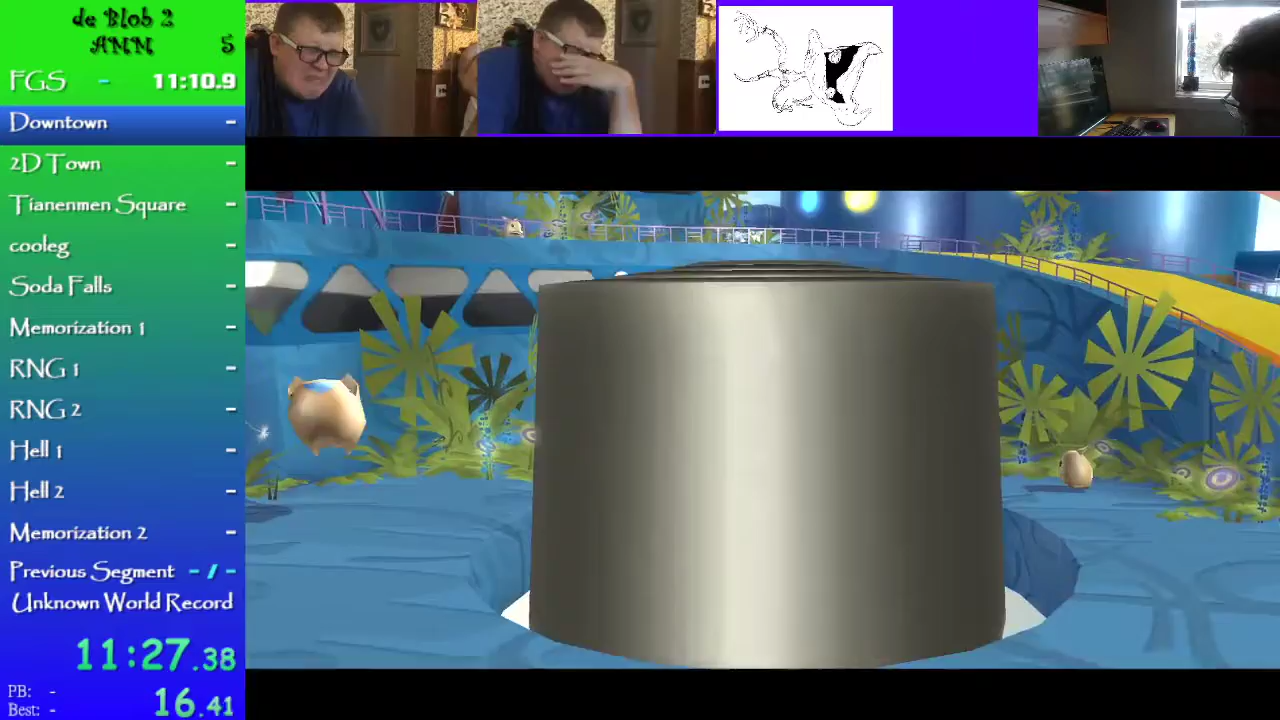 de Blob 2
ANN 5
FGS - 11:10.9
Downtown -
2D Town -
Tianenmen Square -
cooleg -
Soda Falls -
Memorization 1 -
RNG 1 -
RNG 2 -
Hell 1 -
Hell 2 -
Memorization 2 -
Previous Segment - / -
Unknown World Record
11:27.38
PB: -
Best: -
16.41